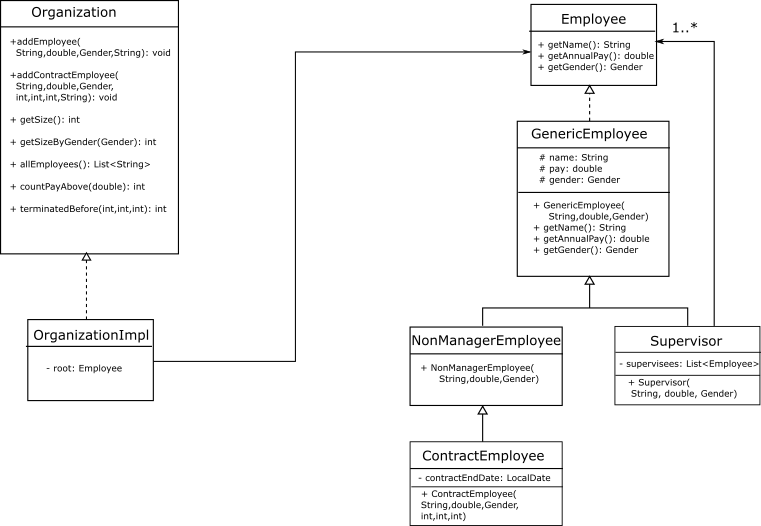 Organization
+addEmployee(
String,double,Gender,String): void
+addContractEmployee(
String,double,Gender,
int,int,int,String): void
+ getSize(): int
+ getSizeByGender(Gender): int
+ allEmployees(): List<String>
+ countPayAbove(double): int
+ terminatedBefore(int,int,int): int
Employee
+ getName(): String
+ getAnnualPay(): double
+ getGender(): Gender
1..*
GenericEmployee
# name: String
# pay: double
# gender: Gender
+ GenericEmployee(
String,double,Gender)
+ getName(): String
+ getAnnualPay(): double
+ getGender(): Gender
OrganizationImpl
- root: Employee
NonManagerEmployee
+ NonManagerEmployee(
String,double,Gender)
Supervisor
- supervisees: List<Employee>
+ Supervisor(
String, double, Gender)
ContractEmployee
- contractEndDate: LocalDate
+ ContractEmployee(
String,double,Gender,
int,int,int)